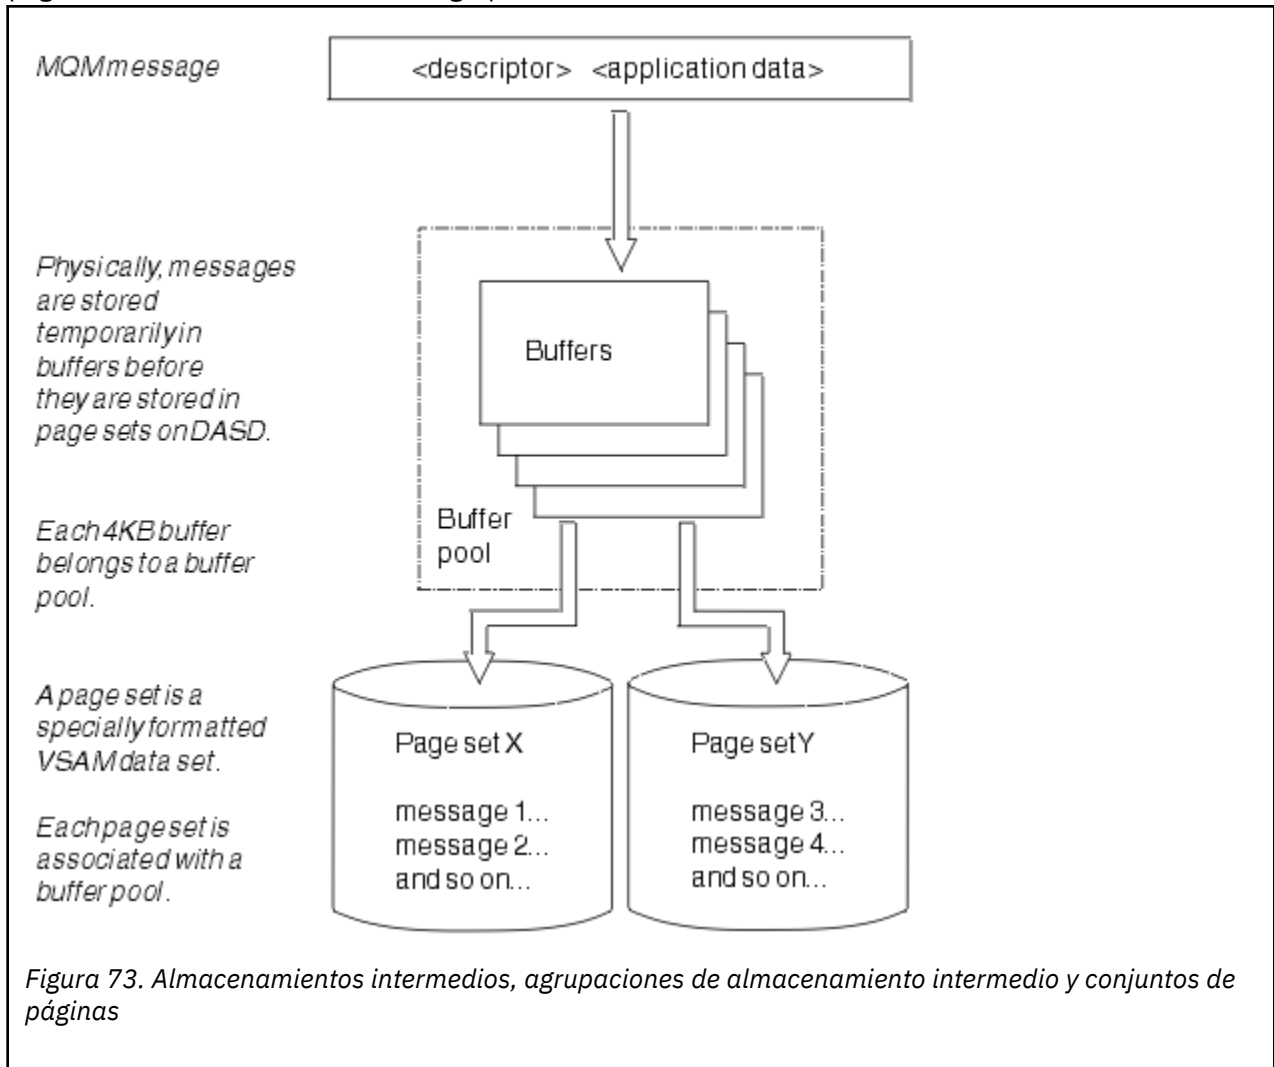 MQM message
<descriptor> <application data>
Physically, messages
are stored
temporarily in
buffers before
they are stored in
page sets on DASD.
Buffers
Each 4KB buffer
belongs to a buffer
pool.
Buffer
pool
A page set is a
specially formatted
VSAM data set.
Each page set is
associated with a
buffer pool.
Page set X
message 1...
message 2...
and so on...
Page set Y
message 3...
message 4...
and so on...
Figura 73. Almacenamientos intermedios, agrupaciones de almacenamiento intermedio y conjuntos de
páginas